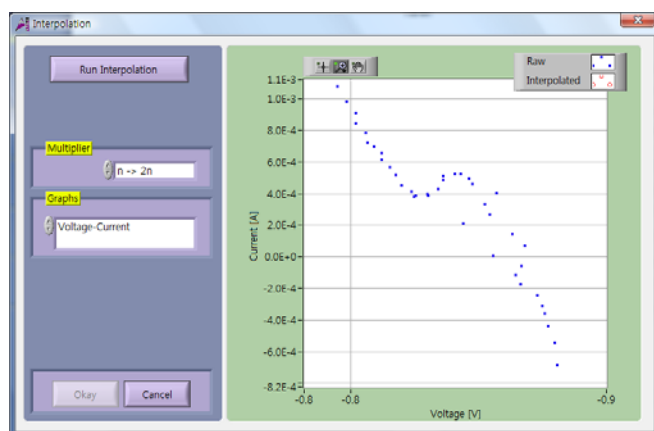 Interpolation
Run Interpolation
Multiplier
n -> 2n
Graphs
Voltage-Current
Okay
Cancel
Raw
Interpolated
1.1E-3
1.0E-3
8.0E-4
6.0E-4
4.0E-4
2.0E-4
0.0E+0
-2.0E-4
-4.0E-4
-6.0E-4
-8.2E-4
Current [A]
-0.8
-0.8
-0.9
Voltage [V]